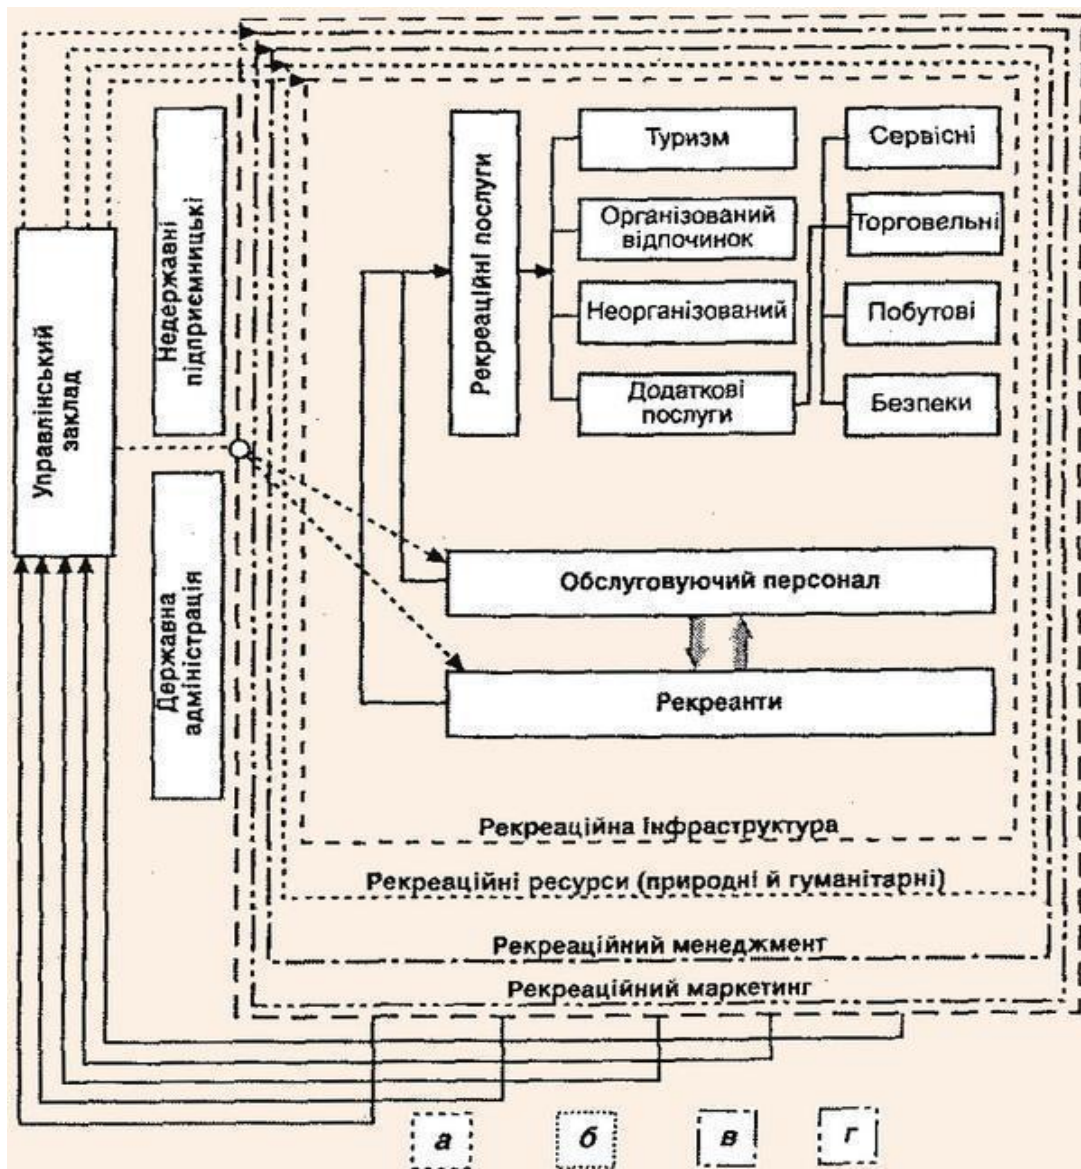 Управлінський
заклад
Недержавні
підприємницькі
Державна
адміністрація
Рекреаційні послуги
Туризм
Організований
відпочинок
Неорганізований
Додаткові
послуги
Сервісні
Торговельні
Побутові
Безпеки
Обслуговуючий персонал
Рекреанти
Рекреаційна інфраструктура
Рекреаційні ресурси (природні й гуманітарні)
Рекреаційний менеджмент
Рекреаційний маркетинг
а
б
в
г